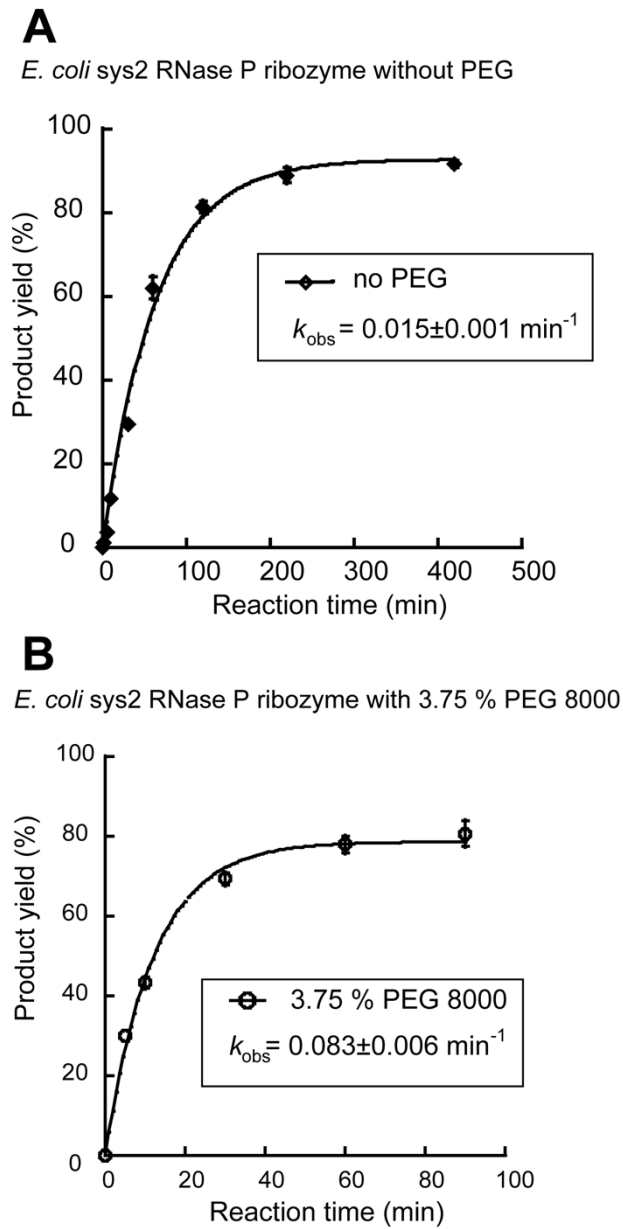 A
E. coli sys2 RNase P ribozyme without PEG
100
80
60
40
20
0
Product yield (%)
no PEG
kobs = 0.015±0.001 min-1
0 100 200 300 400 500
Reaction time (min)
B
E. coli sys2 RNase P ribozyme with 3.75 % PEG 8000
100
80
60
40
20
0
Product yield (%)
3.75 % PEG 8000
kobs= 0.083±0.006 min-1
0 20 40 60 80 100
Reaction time (min)